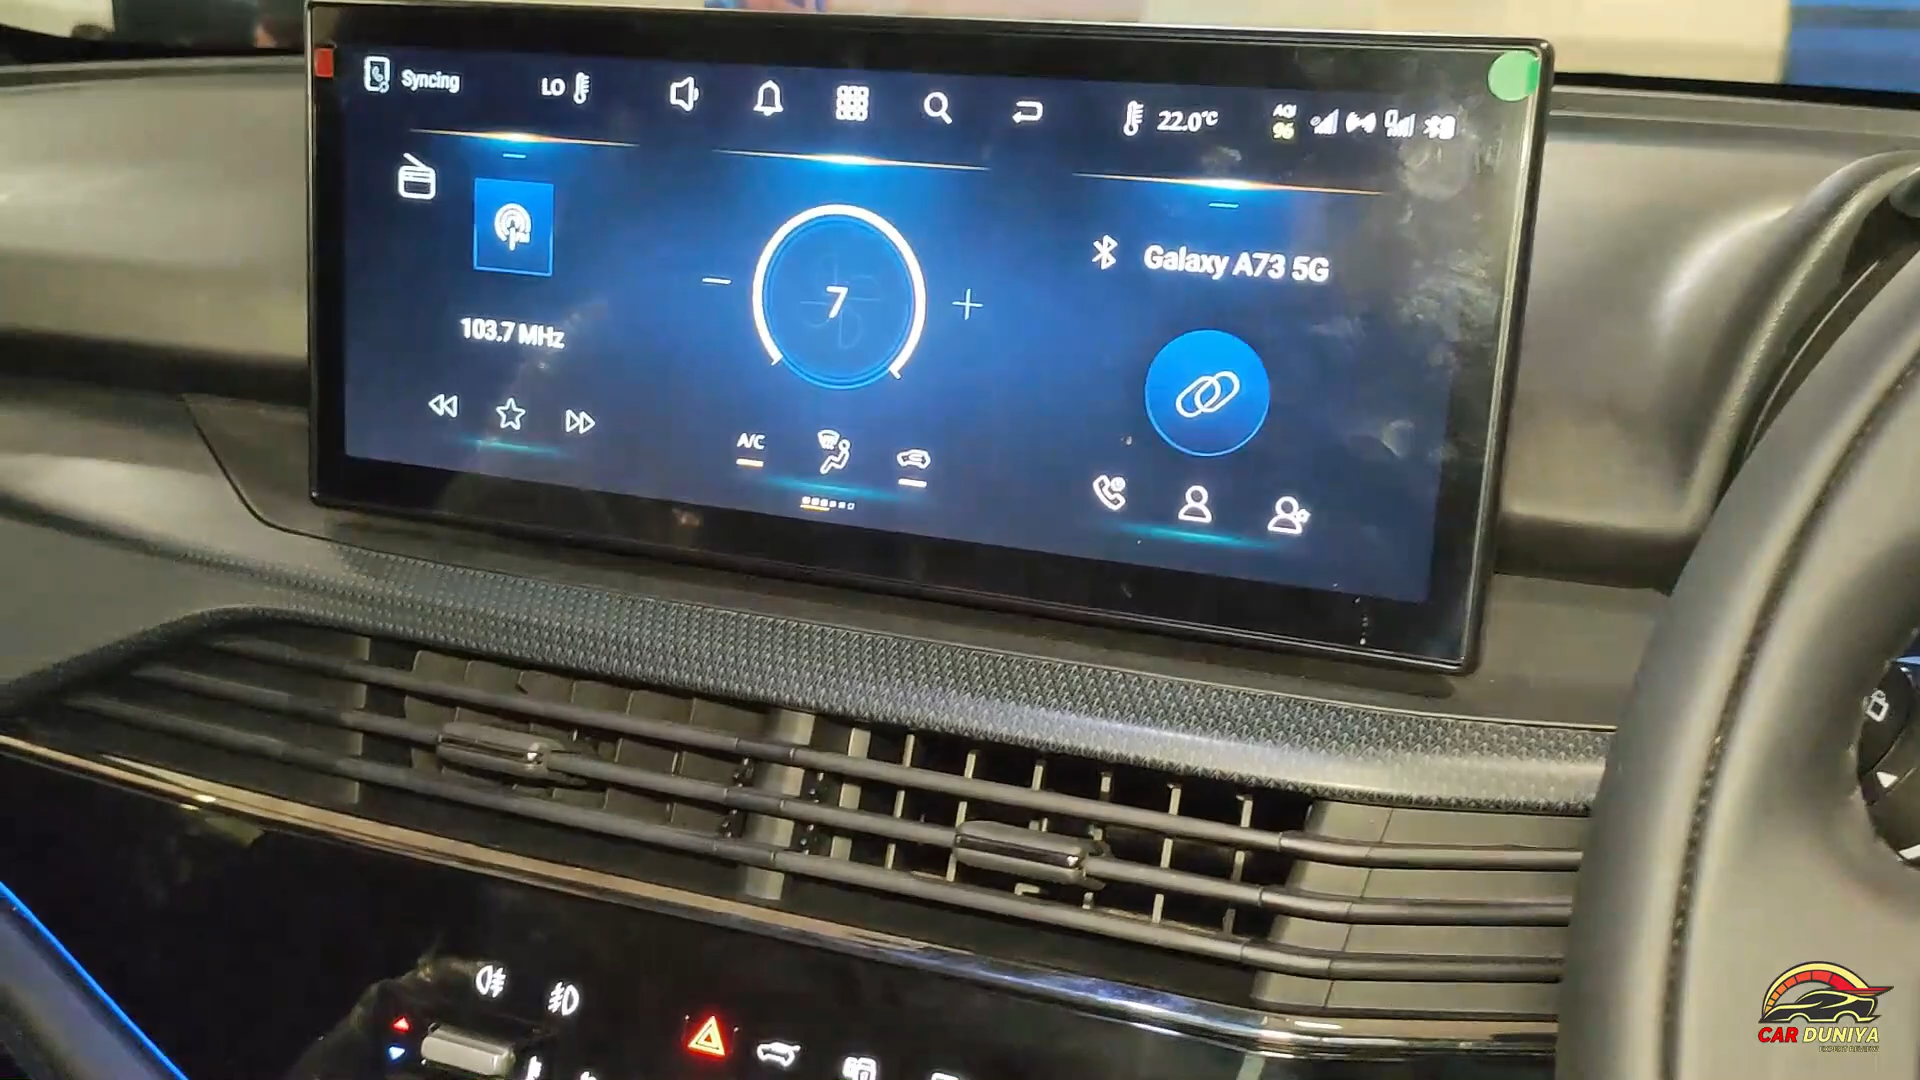 Syncing
LO
22.0°C
AQI
96
103.7 MHz
7
A/C
Galaxy A73 5G
CAR DUNIYA